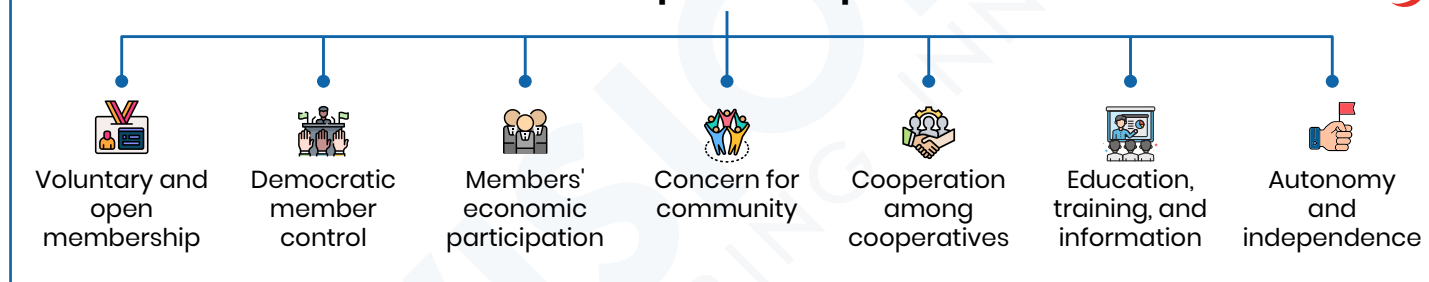 Voluntary and
open
membership
Democratic
member
control
Members'
economic
participation
Concern for
community
Cooperation
among
cooperatives
Education,
training, and
information
Autonomy
and
independence